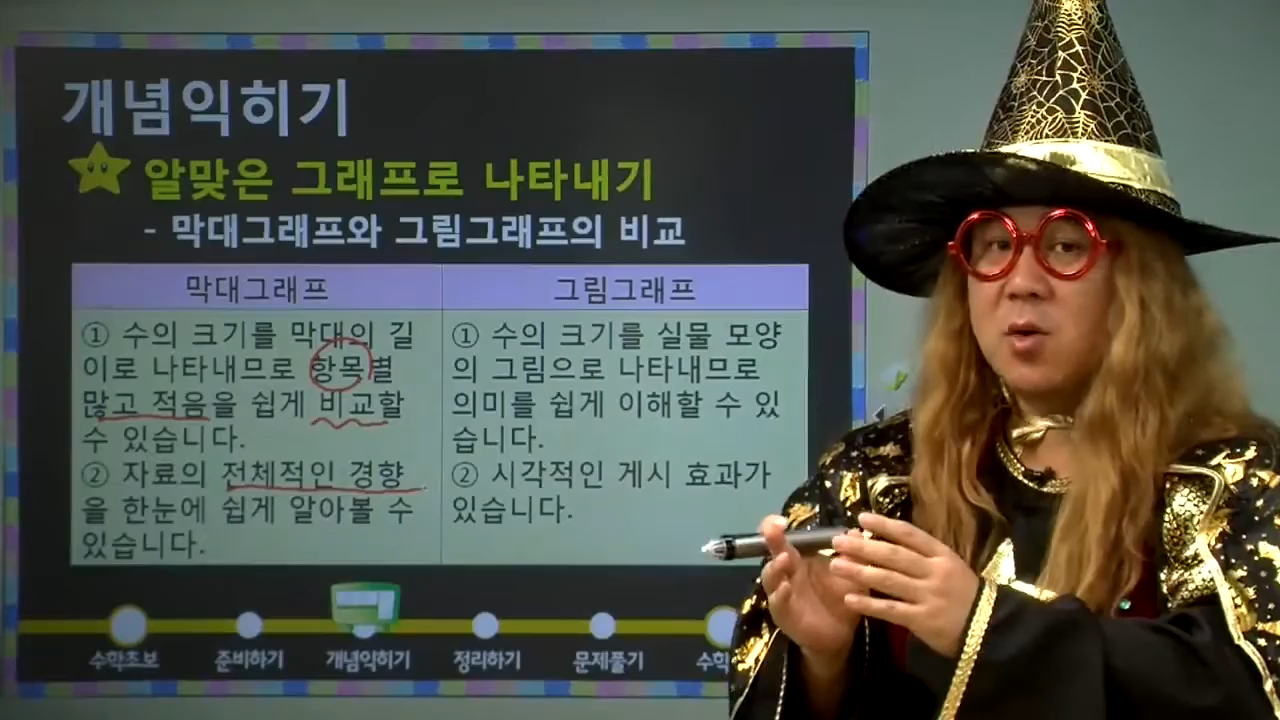 개념익히기
알맞은 그래프로 나타내기
- 막대그래프와 그림그래프의 비교
막대그래프
그림그래프
① 수의 크기를 막대의 길
이로 나타내므로 항목별
많고 적음을 쉽게 비교할
수 있습니다.
② 자료의 전체적인 경향
을 한눈에 쉽게 알아볼 수
있습니다.
① 수의 크기를 실물 모양
의 그림으로 나타내므로
의미를 쉽게 이해할 수 있
습니다.
② 시각적인 게시 효과가
있습니다.
수학초보 준비하기 개념익히기 정리하기 문제풀기 수학